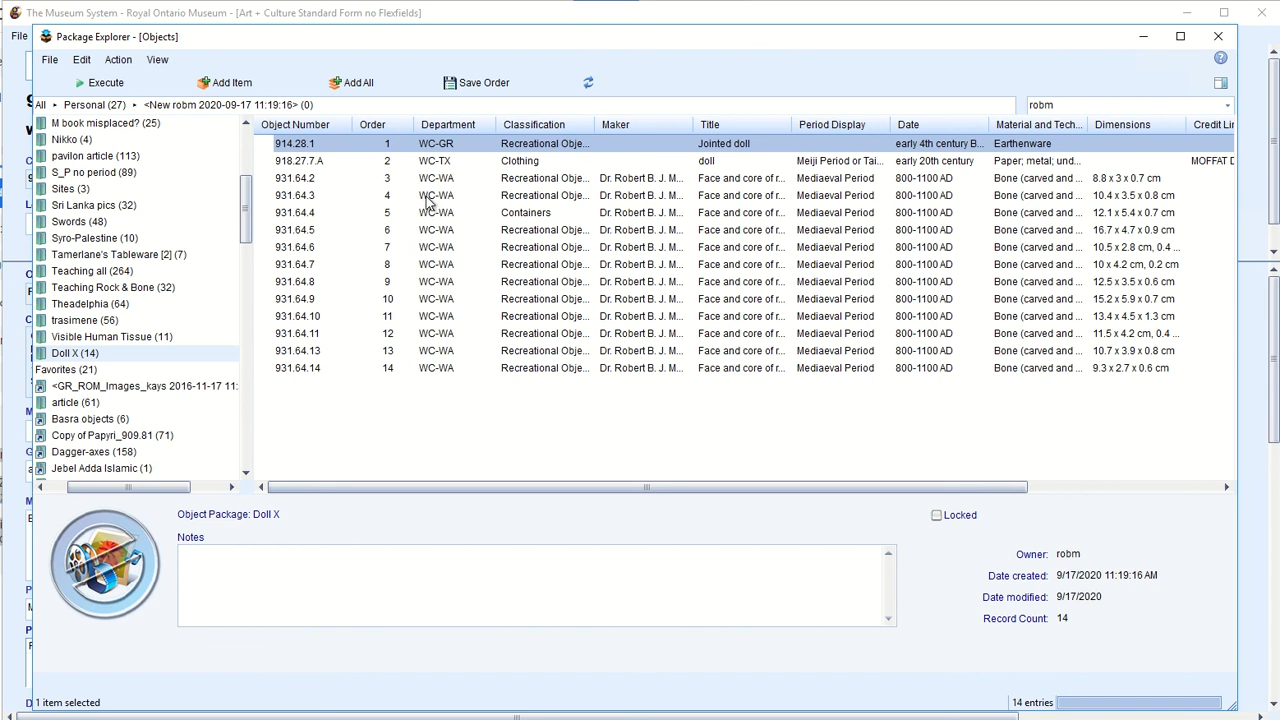 The Museum System - Royal Ontario Museum - [Art + Culture Standard Form no Flexfields]
File
Package Explorer - [Objects]
File Edit Action View
Execute Add Item Add All Save Order
All ▸ Personal (27) ▸ <New robm 2020-09-17 11:19:16> (0) robm
M book misplaced? (25)
Nikko (4)
pavilon article (113)
S_P no period (89)
Sites (3)
Sri Lanka pics (32)
Swords (48)
Syro-Palestine (10)
Tamerlane's Tableware [2] (7)
Teaching all (264)
Teaching Rock & Bone (32)
Theadelphia (64)
trasimene (56)
Visible Human Tissue (11)
Doll X (14)
Favorites (21)
<GR_ROM_Images_kays 2016-11-17 11:
article (61)
Basra objects (6)
Copy of Papyri_909.81 (71)
Dagger-axes (158)
Jebel Adda Islamic (1)
Object Number Order Department Classification Maker Title Period Display Date Material and Tech... Dimensions Credit Lir
914.28.1 1 WC-GR Recreational Obje... Jointed doll early 4th century B... Earthenware
918.27.7.A 2 WC-TX Clothing doll Meiji Period or Tai... early 20th century Paper; metal; und... MOFFAT D
931.64.2 3 WC-WA Recreational Obje... Dr. Robert B. J. M... Face and core of r... Mediaeval Period 800-1100 AD Bone (carved and ... 8.8 x 3 x 0.7 cm
931.64.3 4 WC-WA Recreational Obje... Dr. Robert B. J. M... Face and core of r... Mediaeval Period 800-1100 AD Bone (carved and ... 10.4 x 3.5 x 0.8 cm
931.64.4 5 WC-WA Containers Dr. Robert B. J. M... Face and core of r... Mediaeval Period 800-1100 AD Bone (carved and ... 12.1 x 5.4 x 0.7 cm
931.64.5 6 WC-WA Recreational Obje... Dr. Robert B. J. M... Face and core of r... Mediaeval Period 800-1100 AD Bone (carved and ... 16.7 x 4.7 x 0.9 cm
931.64.6 7 WC-WA Recreational Obje... Dr. Robert B. J. M... Face and core of r... Mediaeval Period 800-1100 AD Bone (carved and ... 10.5 x 2.8 cm, 0.4 ...
931.64.7 8 WC-WA Recreational Obje... Dr. Robert B. J. M... Face and core of r... Mediaeval Period 800-1100 AD Bone (carved and ... 10 x 4.2 cm, 0.2 cm
931.64.8 9 WC-WA Recreational Obje... Dr. Robert B. J. M... Face and core of r... Mediaeval Period 800-1100 AD Bone (carved and ... 12.5 x 3.5 x 0.6 cm
931.64.9 10 WC-WA Recreational Obje... Dr. Robert B. J. M... Face and core of r... Mediaeval Period 800-1100 AD Bone (carved and ... 15.2 x 5.9 x 0.7 cm
931.64.10 11 WC-WA Recreational Obje... Dr. Robert B. J. M... Face and core of r... Mediaeval Period 800-1100 AD Bone (carved and ... 13.4 x 4.5 x 1.3 cm
931.64.11 12 WC-WA Recreational Obje... Dr. Robert B. J. M... Face and core of r... Mediaeval Period 800-1100 AD Bone (carved and ... 11.5 x 4.2 cm, 0.4 ...
931.64.13 13 WC-WA Recreational Obje... Dr. Robert B. J. M... Face and core of r... Mediaeval Period 800-1100 AD Bone (carved and ... 10.7 x 3.9 x 0.8 cm
931.64.14 14 WC-WA Recreational Obje... Dr. Robert B. J. M... Face and core of r... Mediaeval Period 800-1100 AD Bone (carved and ... 9.3 x 2.7 x 0.6 cm
Object Package: Doll X
Locked
Notes
Owner: robm
Date created: 9/17/2020 11:19:16 AM
Date modified: 9/17/2020
Record Count: 14
1 item selected
14 entries